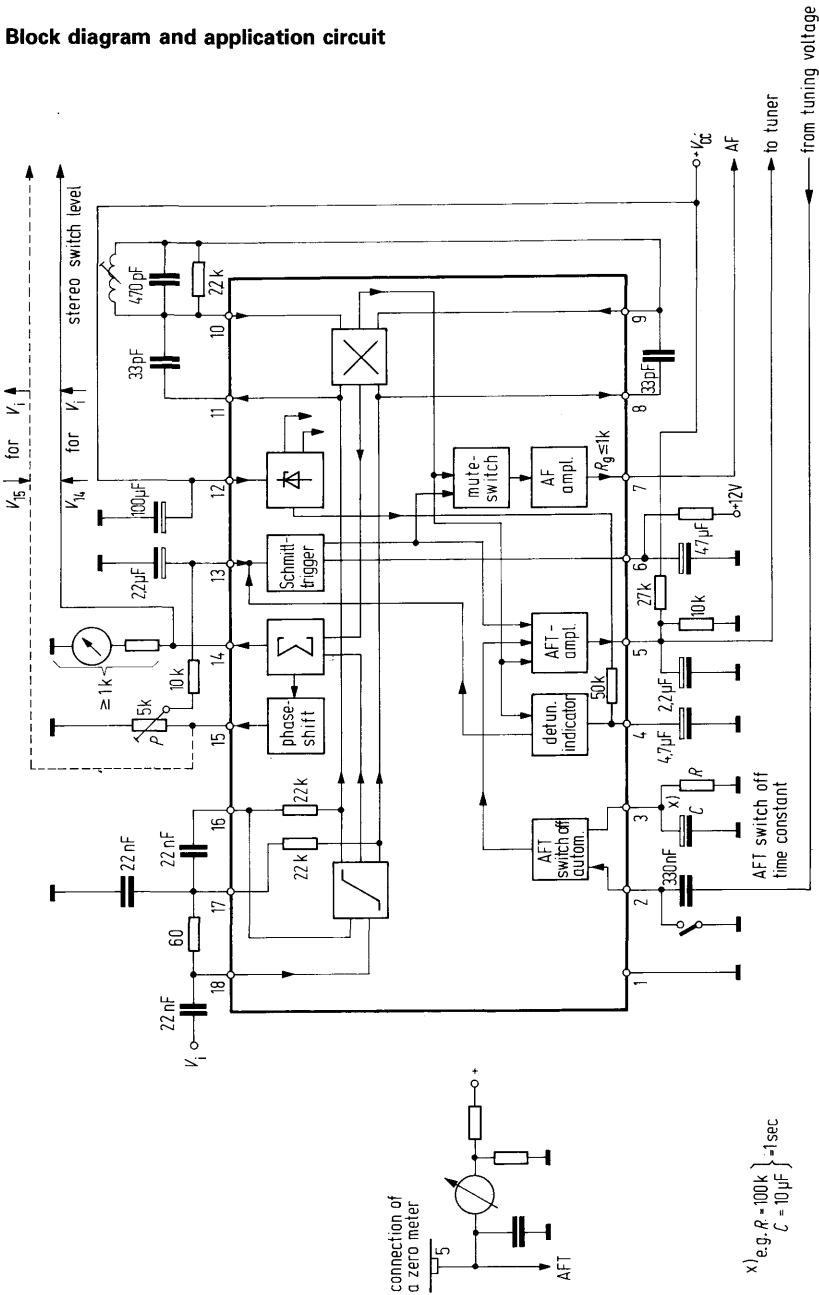 Block diagram and application circuit
V15 for Vi
V14 for Vi
stereo switch level
≥1k
5k
P
10k
2,2µF
100µF
33pF
470pF
22k
22nF
22nF
60
22nF
Vi
18
17
16
15
14
13
12
11
10
22k
22k
phase-
shift
Σ
Schmitt-
trigger
AFT
switch off
autom.
detun.
indicator
AFT-
ampl.
50k
mute-
switch
AF
ampl.
Rg≤1k
1
2
3
4
5
6
7
8
9
330nF
x)
C
R
AFT switch off
time constant
4,7µF
2,2µF
10k
27k
47µF
+12V
33pF
+Vcc
AF
to tuner
from tuning voltage
connection of
a zero meter
5
+
AFT
x) e.g. R = 100k
C = 10µF
=1sec